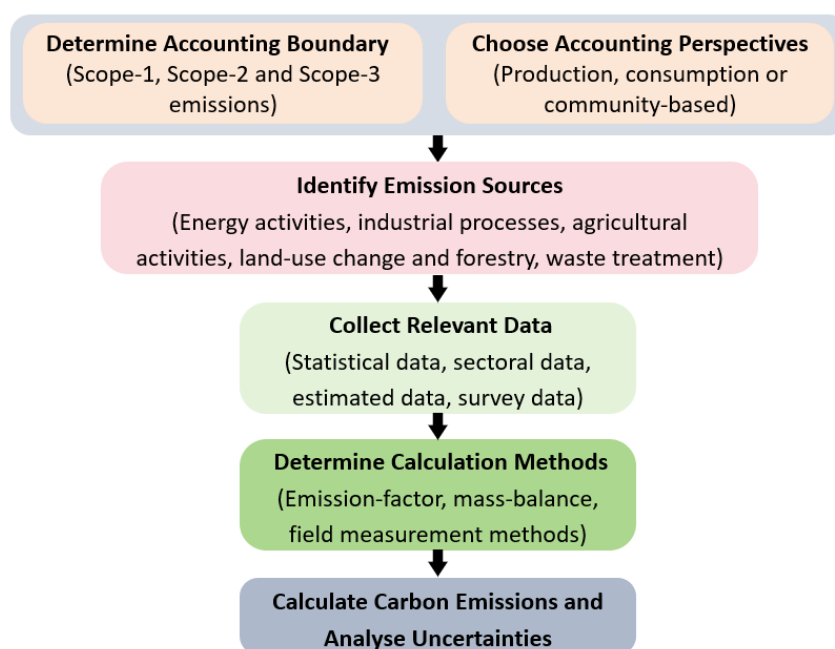 Determine Accounting Boundary
(Scope-1, Scope-2 and Scope-3
emissions)
Choose Accounting Perspectives
(Production, consumption or
community-based)
Identify Emission Sources
(Energy activities, industrial processes, agricultural
activities, land-use change and forestry, waste treatment)
Collect Relevant Data
(Statistical data, sectoral data,
estimated data, survey data)
Determine Calculation Methods
(Emission-factor, mass-balance,
field measurement methods)
Calculate Carbon Emissions and
Analyse Uncertainties